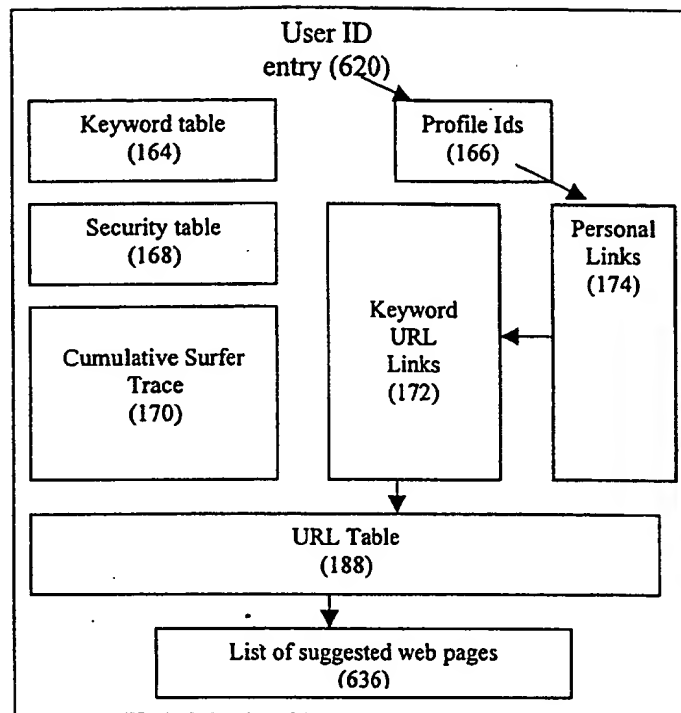 User ID
entry (620)
Keyword table
(164)
Profile Ids
(166)
Security table
(168)
Personal
Links
(174)
Keyword
URL
Links
(172)
Cumulative Surfer
Trace
(170)
URL Table
(188)
List of suggested web pages
(636)